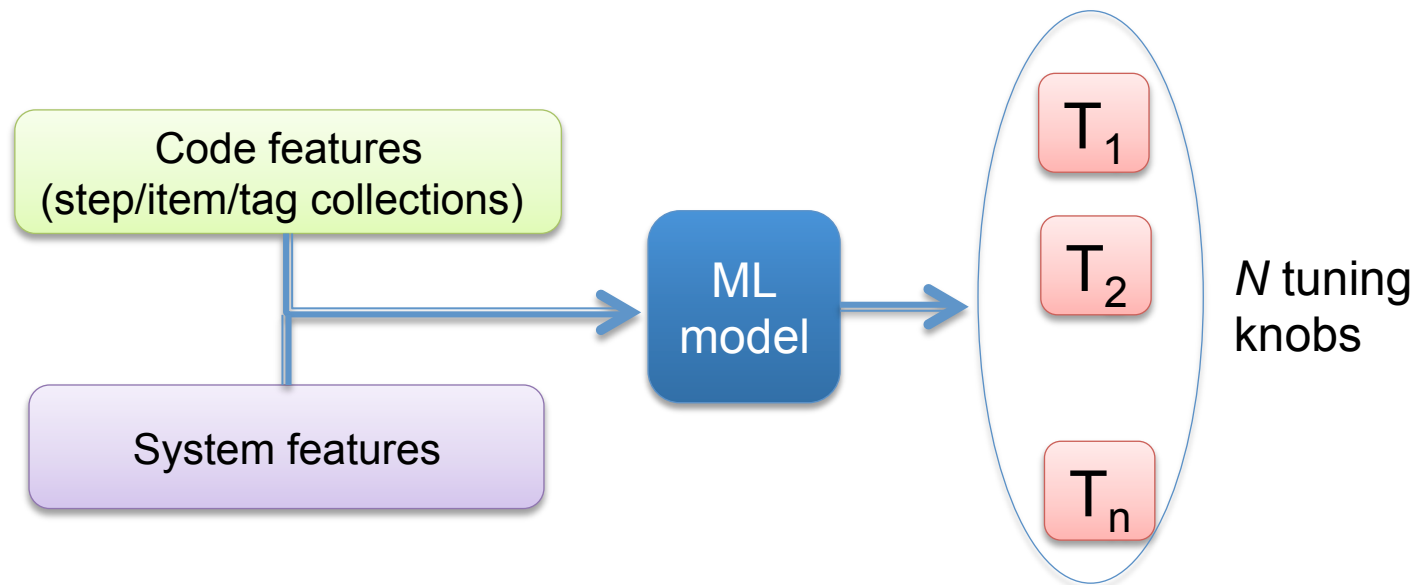 Code features
(step/item/tag collections)
System features
ML
model
T1
T2
Tn
N tuning
knobs